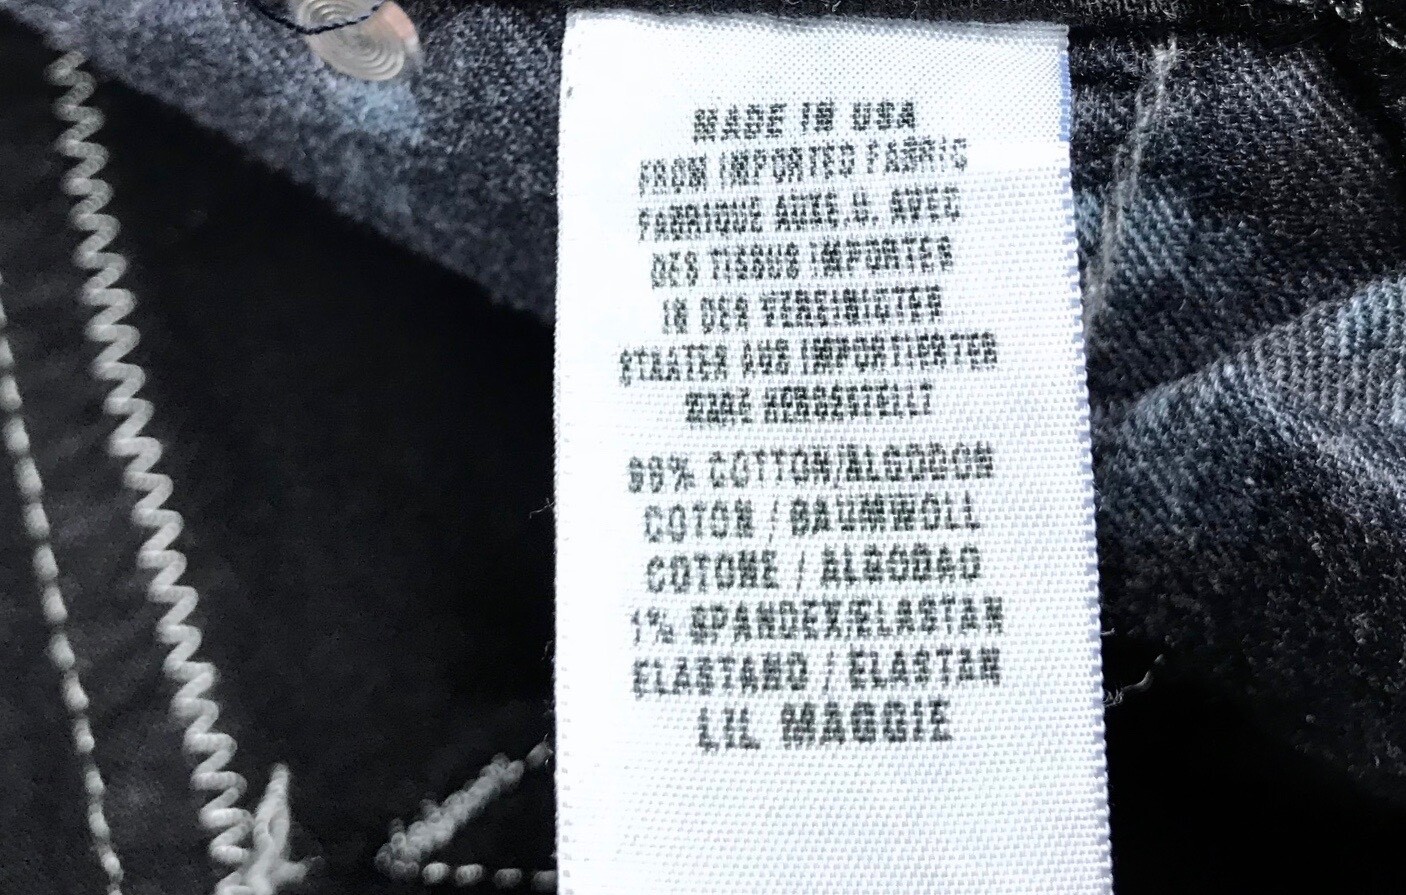 MADE IN USA
FROM IMPORTED FABRIC
FABRIQUE AUX E.U. AVEC
DES TISSUS IMPORTES
IN DEN VEREINIGTEN
STAATEN AUS IMPORTIERTER
WARE HERGESTELLT
99% COTTON/ALGODON
COTON / BAUMWOLL
COTONE / ALGODAO
1% SPANDEX/ELASTAN
ELASTANO / ELASTAN
LIL MAGGIE